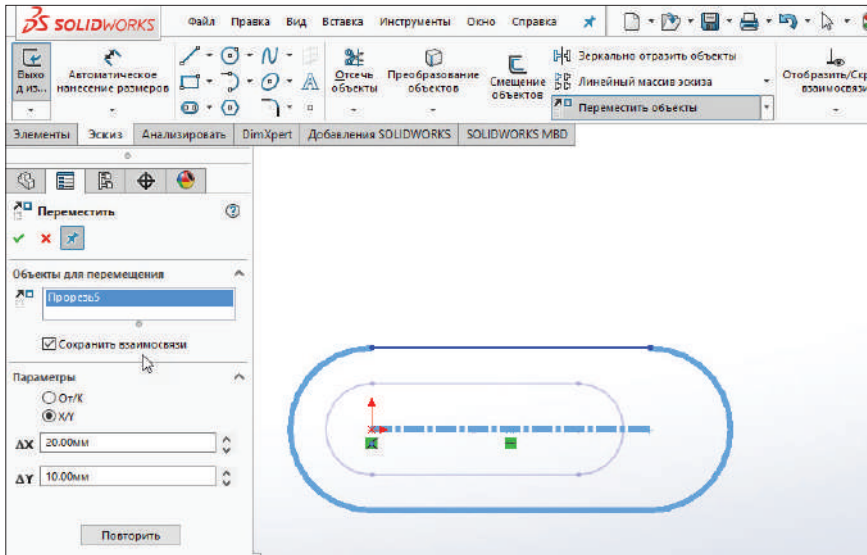 SOLIDWORKS Файл Правка Вид Вставка Инструменты Окно Справка
Выхо
д из...
Автоматическое
нанесение размеров
Отсечь
объекты
Преобразование
объектов
Смещение
объектов
Зеркально отразить объекты
Линейный массив эскиза
Переместить объекты
Отобразить/Скр
взаимосвязи
Элементы Эскиз Анализировать DimXpert Добавления SOLIDWORKS SOLIDWORKS MBD
Переместить
Объекты для перемещения
Прорезь5
Сохранить взаимосвязи
Параметры
От/К
X/Y
ΔX 20.00мм
ΔY 10.00мм
Повторить